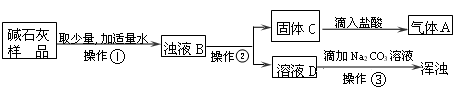 碱石灰
样 品
取少量, 加适量水
操作①
浊液B
操作②
固体C
滴入盐酸
气体A
溶液D
滴加 Na₂CO₃溶液
操作③
浑浊